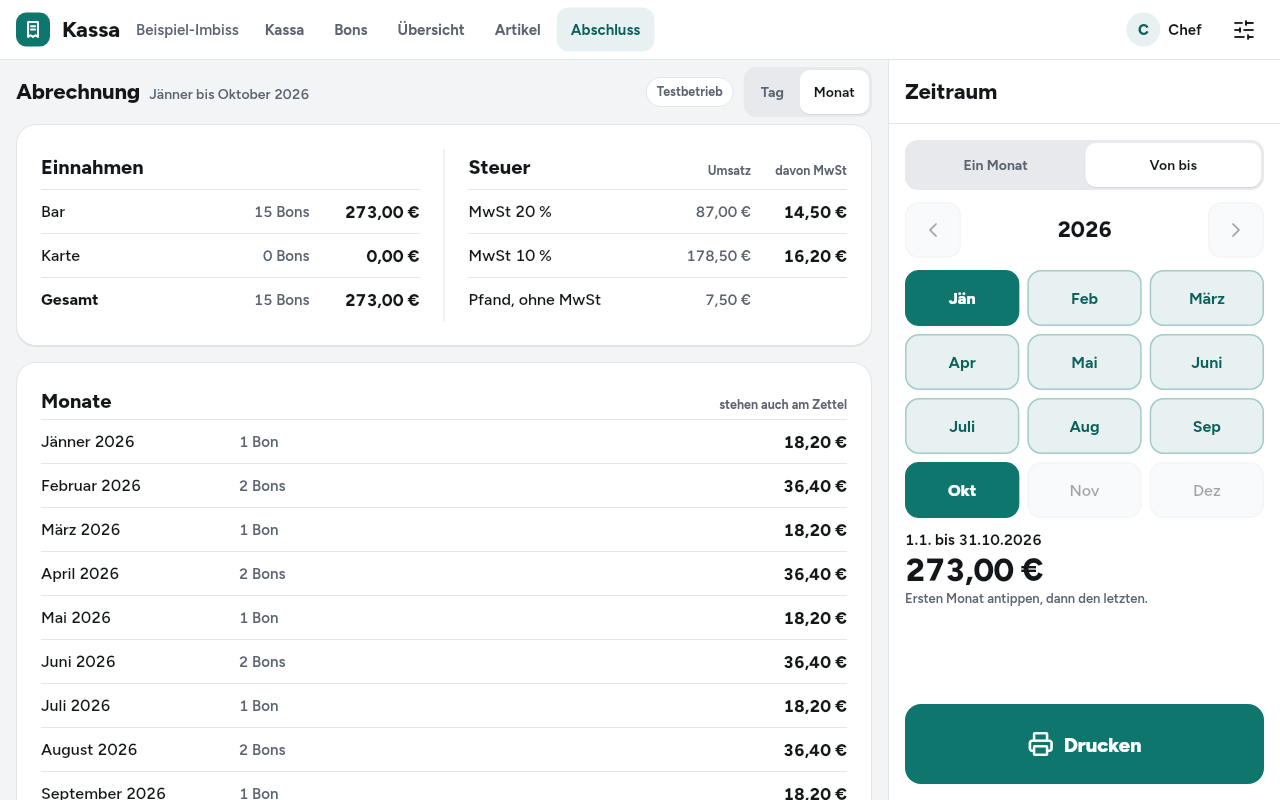 Kassa Beispiel-Imbiss Kassa Bons Übersicht Artikel Abschluss C Chef
Abrechnung Jänner bis Oktober 2026 Testbetrieb Tag Monat
Einnahmen
Bar 15 Bons 273,00 €
Karte 0 Bons 0,00 €
Gesamt 15 Bons 273,00 €
Steuer Umsatz davon MwSt
MwSt 20 % 87,00 € 14,50 €
MwSt 10 % 178,50 € 16,20 €
Pfand, ohne MwSt 7,50 €
Monate stehen auch am Zettel
Jänner 2026 1 Bon 18,20 €
Februar 2026 2 Bons 36,40 €
März 2026 1 Bon 18,20 €
April 2026 2 Bons 36,40 €
Mai 2026 1 Bon 18,20 €
Juni 2026 2 Bons 36,40 €
Juli 2026 1 Bon 18,20 €
August 2026 2 Bons 36,40 €
September 2026 1 Bon 18,20 €
Zeitraum
Ein Monat Von bis
2026
Jän Feb März
Apr Mai Juni
Juli Aug Sep
Okt Nov Dez
1.1. bis 31.10.2026
273,00 €
Ersten Monat antippen, dann den letzten.
Drucken